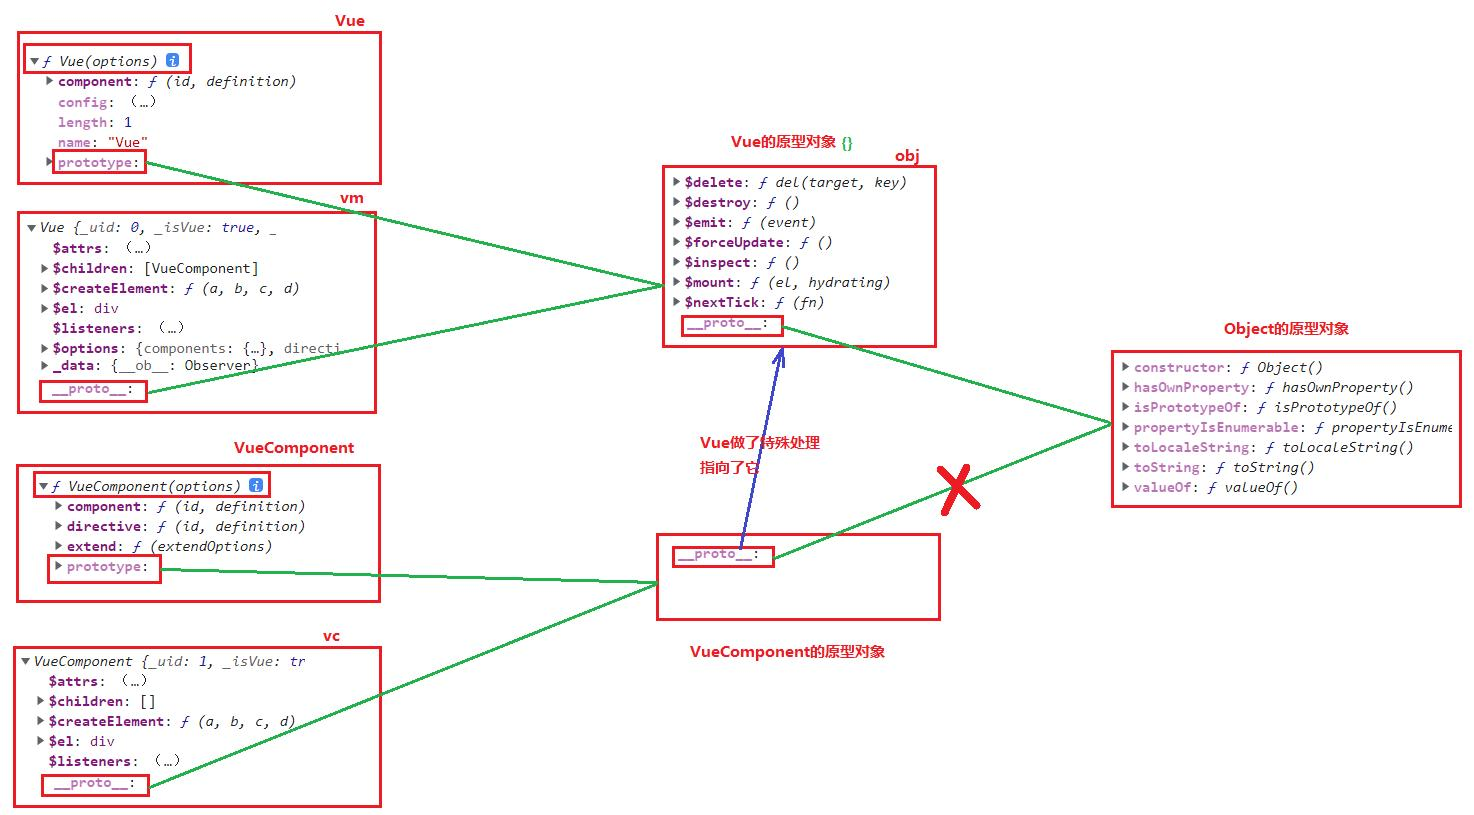 Vue
ƒ Vue(options) i
component: ƒ (id, definition)
config: (…)
length: 1
name: "Vue"
prototype:
vm
Vue {_uid: 0, _isVue: true, _
$attrs: (…)
$children: [VueComponent]
$createElement: ƒ (a, b, c, d)
$el: div
$listeners: (…)
$options: {components: {…}, directi
_data: {__ob__: Observer}
__proto__:
VueComponent
ƒ VueComponent(options) i
component: ƒ (id, definition)
directive: ƒ (id, definition)
extend: ƒ (extendOptions)
prototype:
vc
VueComponent {_uid: 1, _isVue: tr
$attrs: (…)
$children: []
$createElement: ƒ (a, b, c, d)
$el: div
$listeners: (…)
__proto__:
Vue的原型对象 {}
obj
$delete: ƒ del(target, key)
$destroy: ƒ ()
$emit: ƒ (event)
$forceUpdate: ƒ ()
$inspect: ƒ ()
$mount: ƒ (el, hydrating)
$nextTick: ƒ (fn)
__proto__:
Vue做了特殊处理
指向了它
__proto__:
VueComponent的原型对象
Object的原型对象
constructor: ƒ Object()
hasOwnProperty: ƒ hasOwnProperty()
isPrototypeOf: ƒ isPrototypeOf()
propertyIsEnumerable: ƒ propertyIsEnume
toLocaleString: ƒ toLocaleString()
toString: ƒ toString()
valueOf: ƒ valueOf()